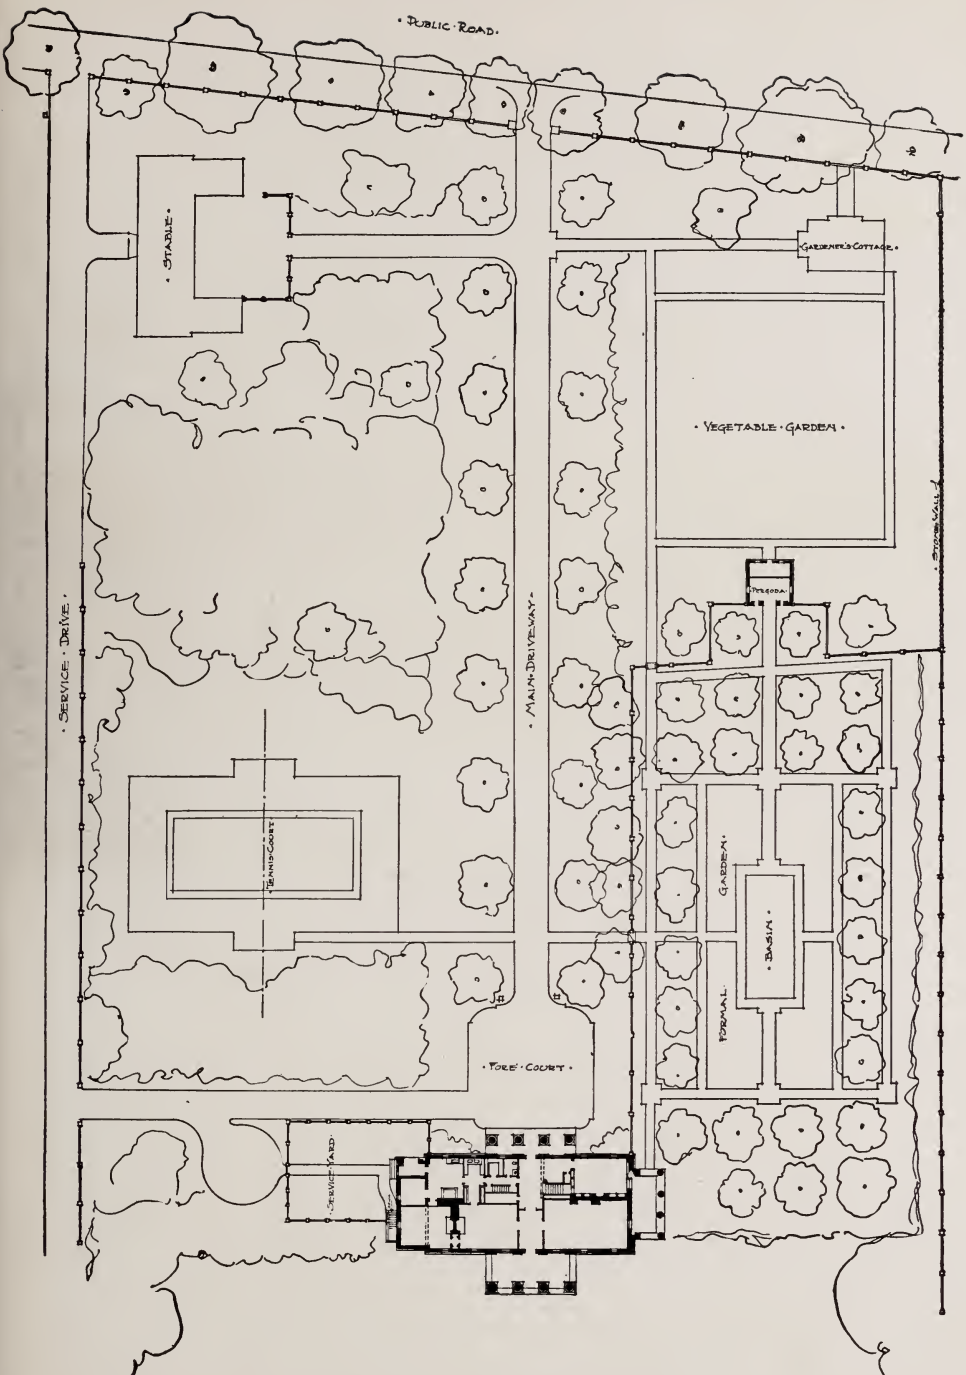 · PUBLIC · ROAD ·
· STABLE ·
· GARDENER'S · COTTAGE ·
· VEGETABLE · GARDEN ·
· STONE WALL ·
· PERGODA ·
· SERVICE · DRIVE ·
· MAIN · DRIVEWAY ·
· TENNIS · COURT ·
· FORMAL · GARDEN ·
· BASIN ·
· FORE · COURT ·
· SERVICE · YARD ·